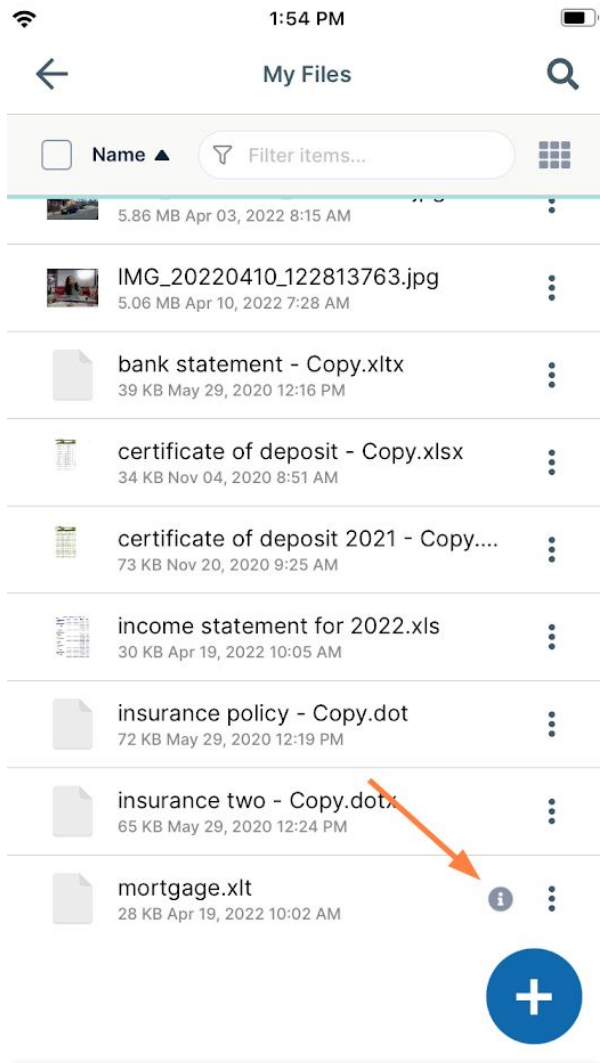 1:54 PM
My Files
Name ▲ Filter items...
5.86 MB Apr 03, 2022 8:15 AM
IMG_20220410_122813763.jpg
5.06 MB Apr 10, 2022 7:28 AM
bank statement - Copy.xltx
39 KB May 29, 2020 12:16 PM
certificate of deposit - Copy.xlsx
34 KB Nov 04, 2020 8:51 AM
certificate of deposit 2021 - Copy....
73 KB Nov 20, 2020 9:25 AM
income statement for 2022.xls
30 KB Apr 19, 2022 10:05 AM
insurance policy - Copy.dot
72 KB May 29, 2020 12:19 PM
insurance two - Copy.dotx
65 KB May 29, 2020 12:24 PM
mortgage.xlt
28 KB Apr 19, 2022 10:02 AM